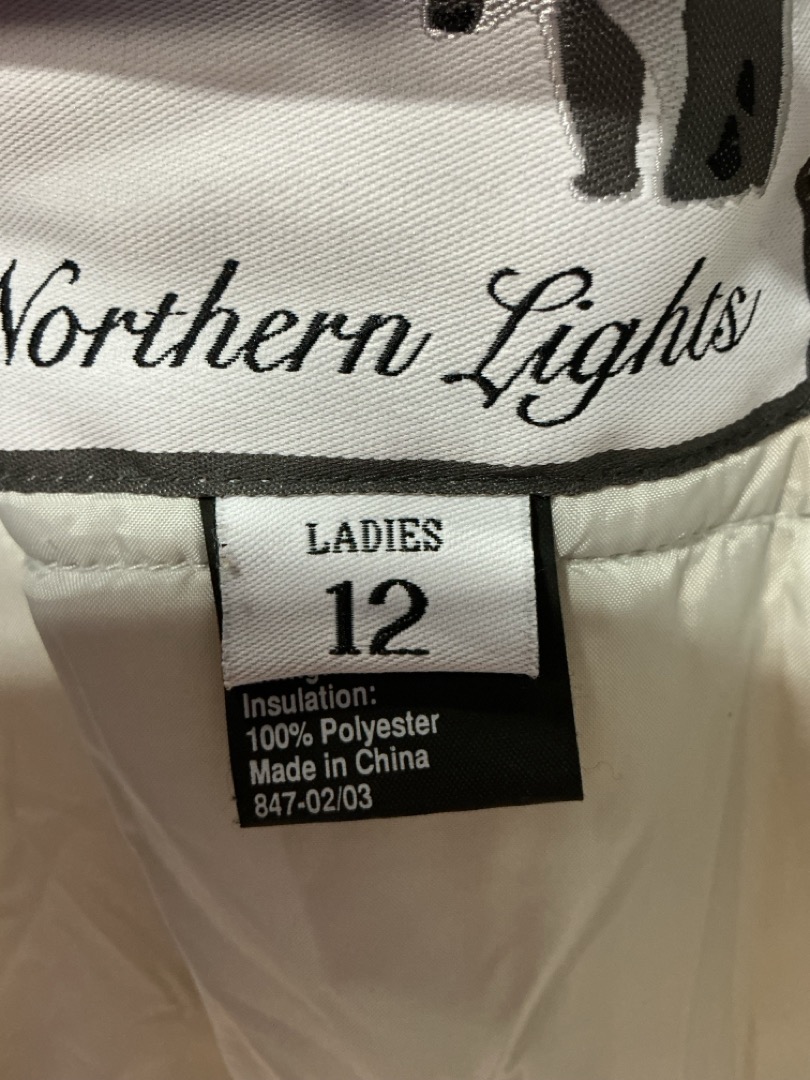 Northern Lights
LADIES
12
Insulation:
100% Polyester
Made in China
847-02/03